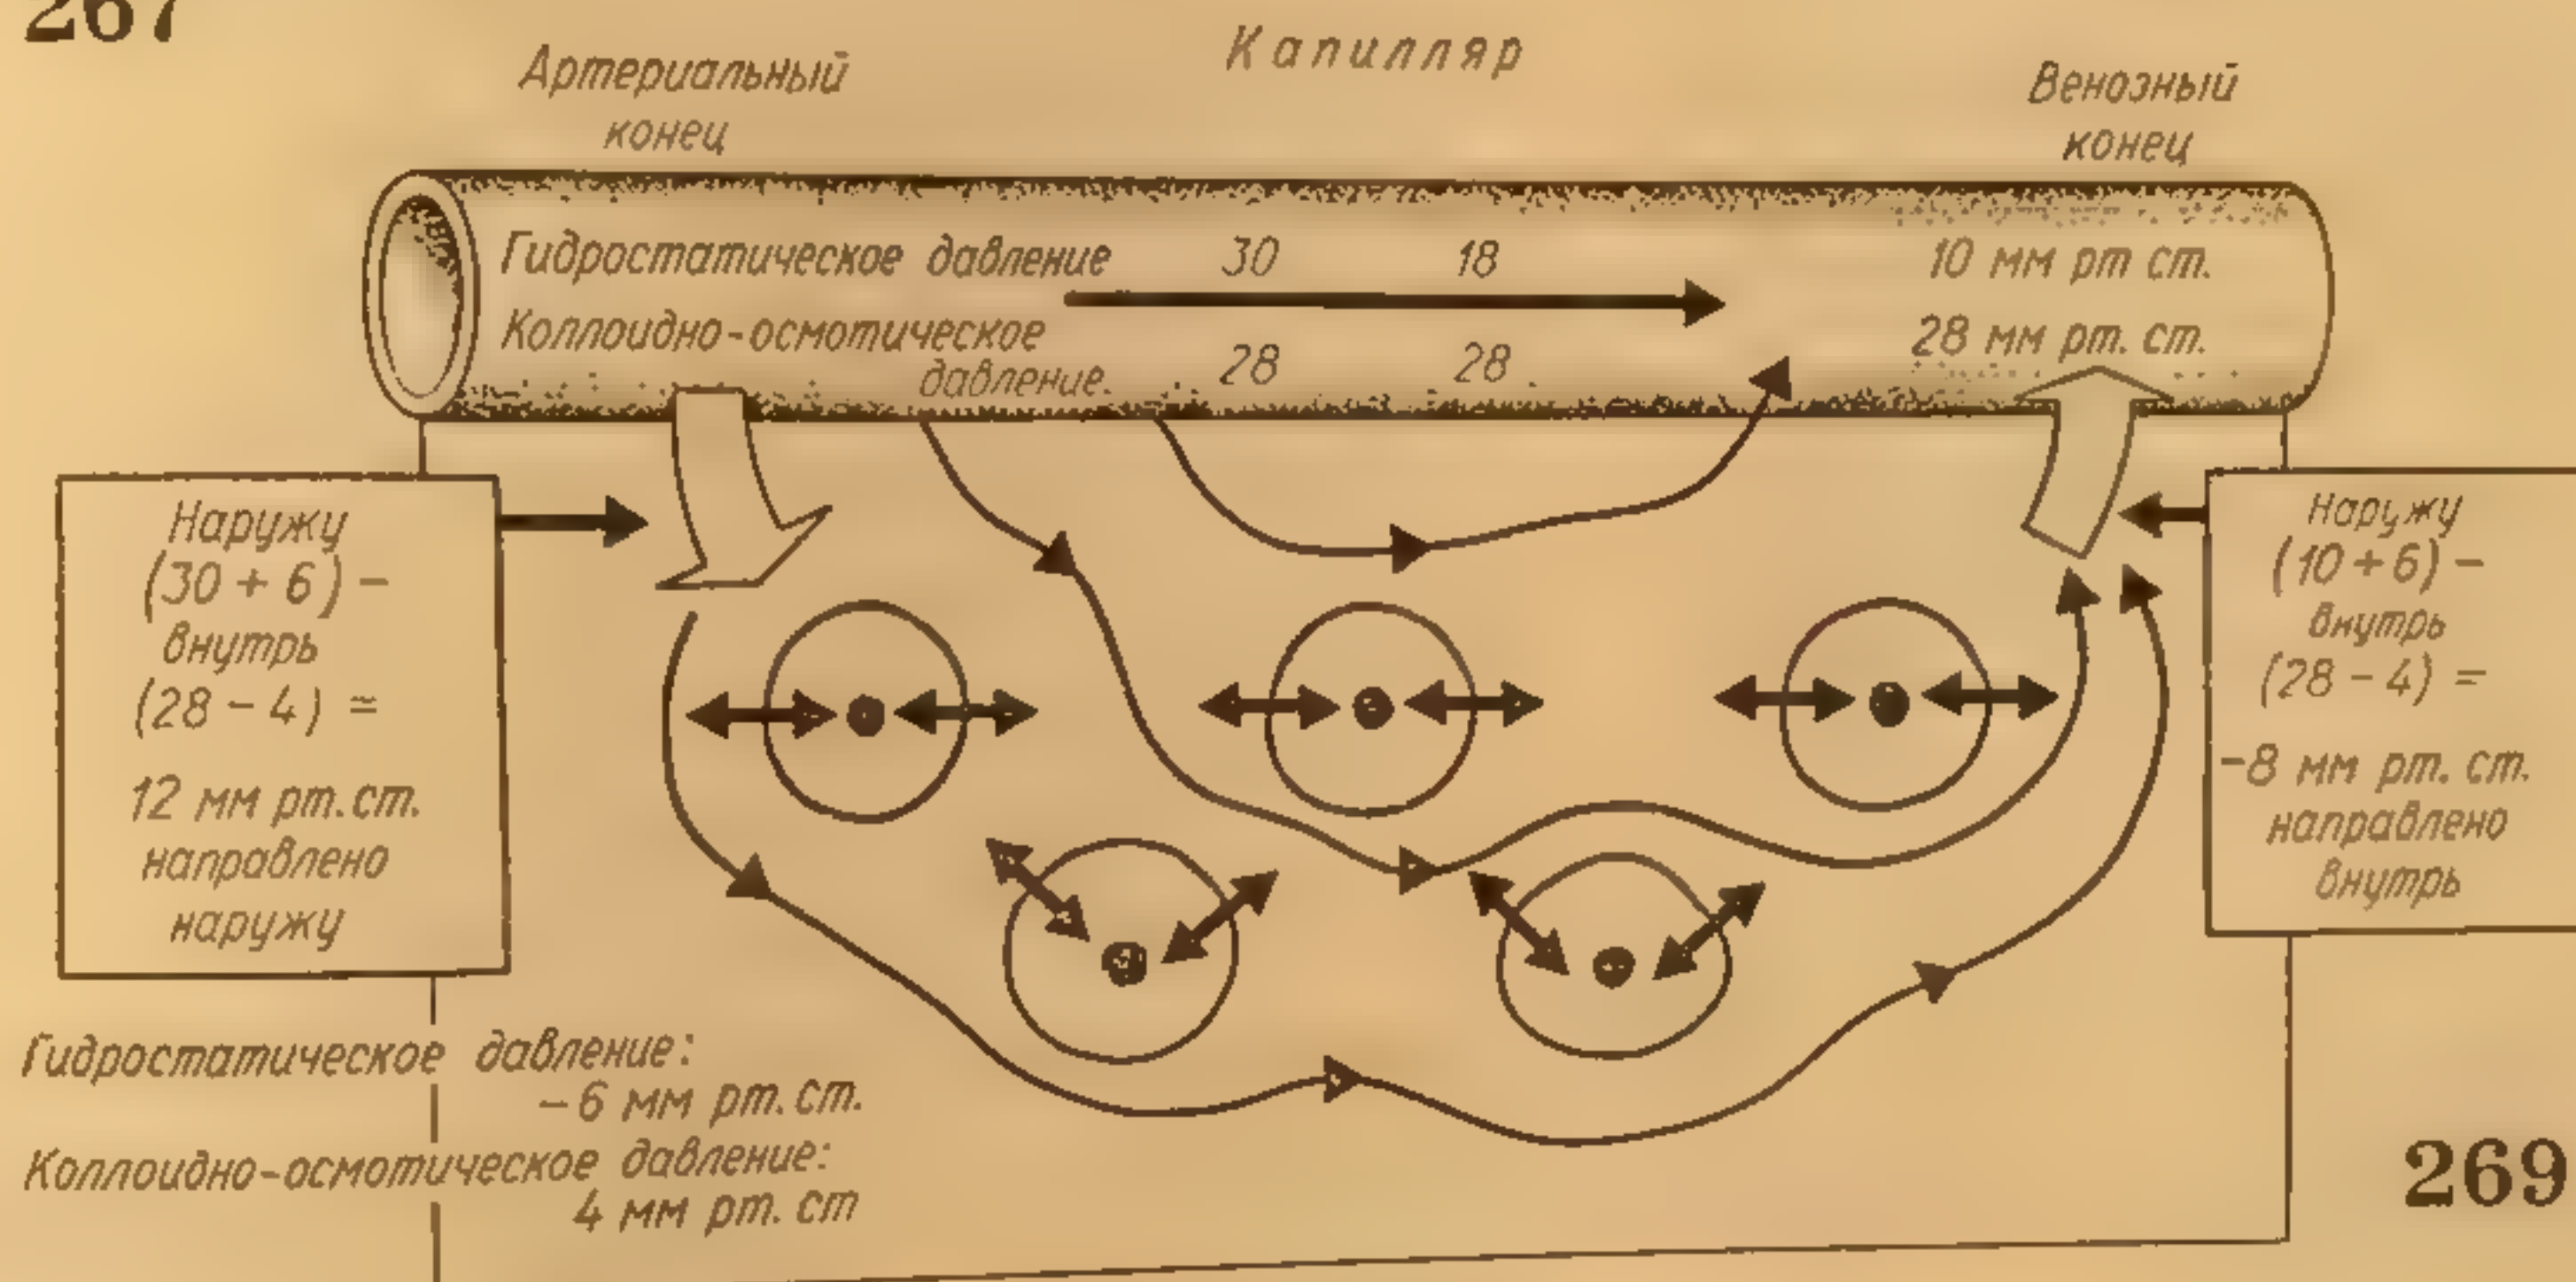 267
Капилляр
Артериальный
конец
Венозный
конец
Гидростатическое давление 30 18 10 мм рт ст.
Коллоидно-осмотическое
давление. 28 28 28 мм рт. ст.
Наружу
(30 + 6) –
внутрь
(28 – 4) =
12 мм рт.ст.
направлено
наружу
Наружу
(10 + 6) –
внутрь
(28 – 4) =
-8 мм рт. ст.
направлено
внутрь
Гидростатическое давление:
– 6 мм рт.ст.
Коллоидно-осмотическое давление:
4 мм рт. ст
269